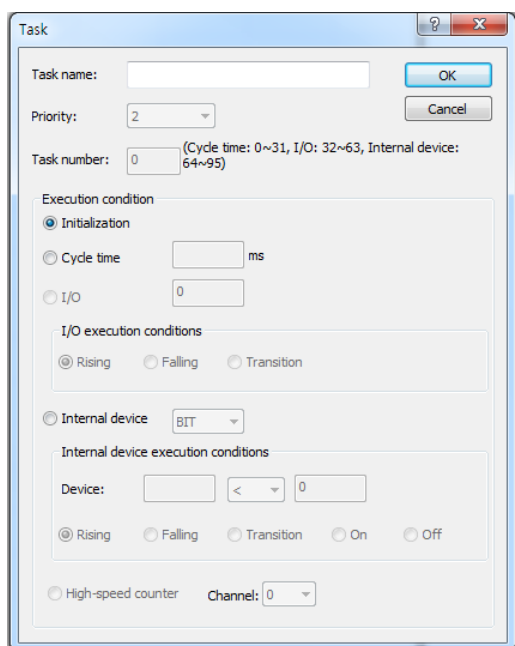 Task
?
X
Task name:
OK
Priority:
2
Cancel
Task number:
0
(Cycle time: 0~31, I/O: 32~63, Internal device:
64~95)
Execution condition
Initialization
Cycle time
ms
I/O
0
I/O execution conditions
Rising Falling Transition
Internal device
BIT
Internal device execution conditions
Device:
<
0
Rising Falling Transition On Off
High-speed counter
Channel: 0